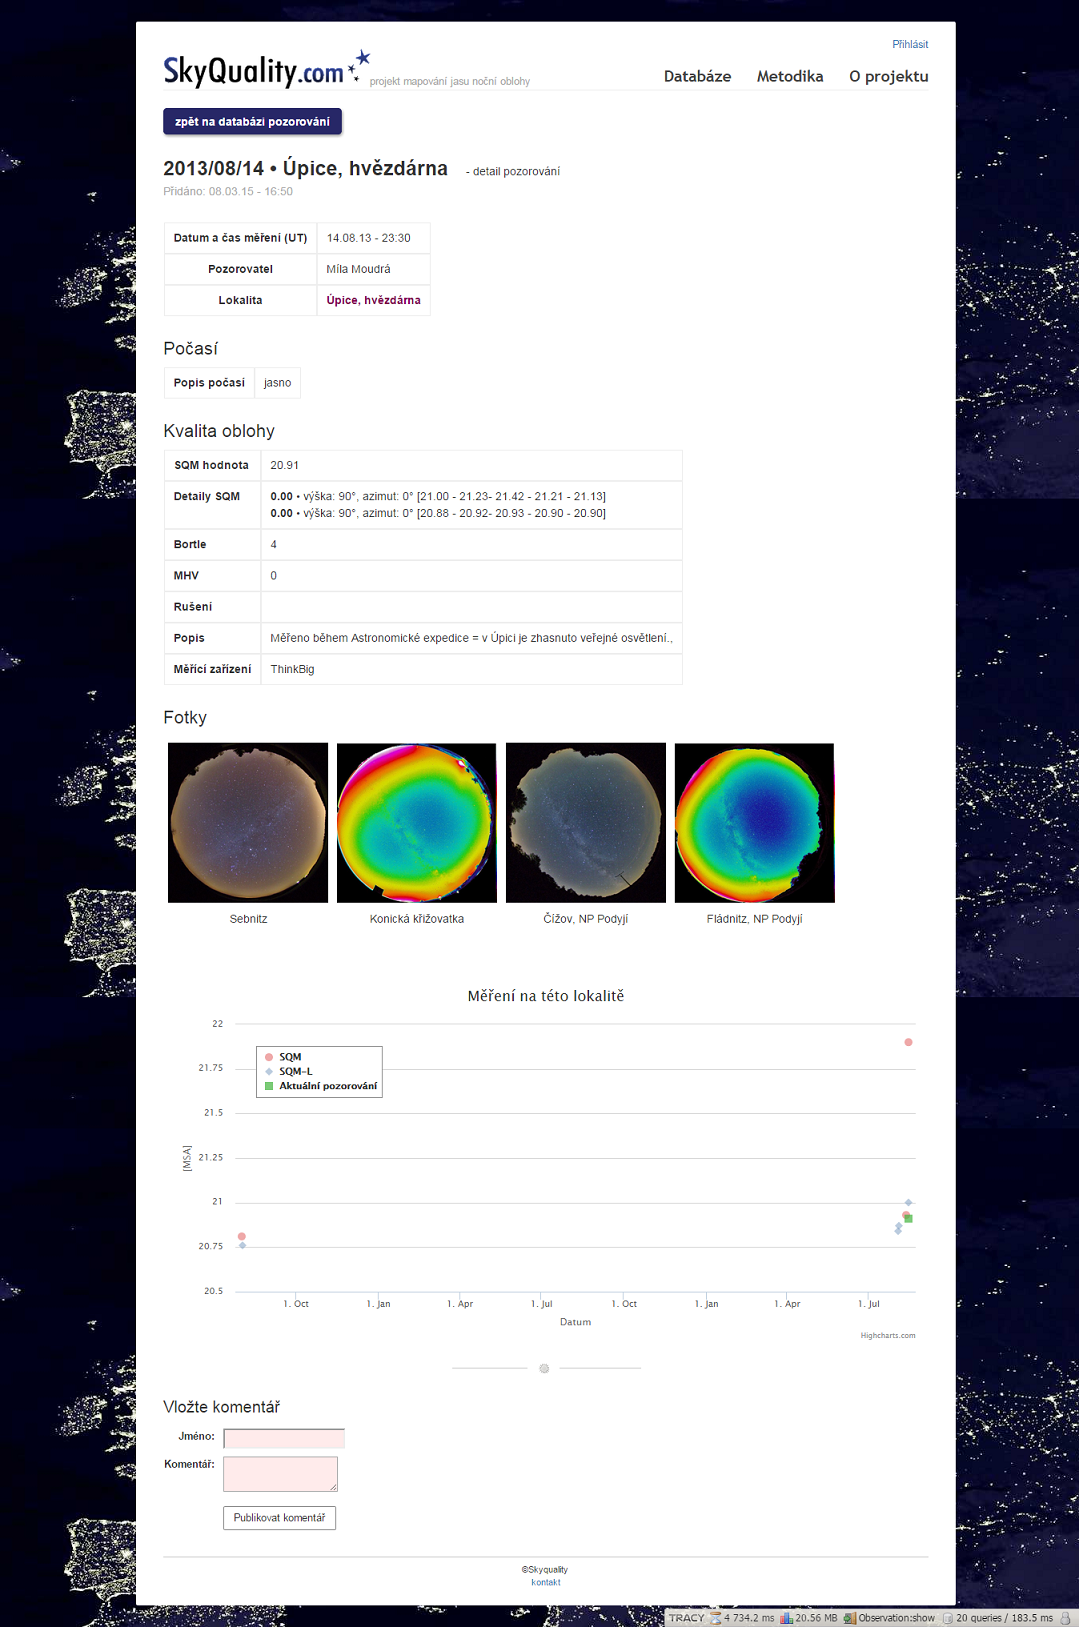 Přihlásit
SkyQuality.com projekt mapování jasu noční oblohy
Databáze Metodika O projektu
zpět na databázi pozorování
2013/08/14 • Úpice, hvězdárna - detail pozorování
Přidáno: 08.03.15 - 16:50
Datum a čas měření (UT) 14.08.13 - 23:30
Pozorovatel Míla Moudrá
Lokalita Úpice, hvězdárna
Počasí
Popis počasí jasno
Kvalita oblohy
SQM hodnota 20.91
Detaily SQM 0.00 • výška: 90°, azimut: 0° [21.00 - 21.23- 21.42 - 21.21 - 21.13]
0.00 • výška: 90°, azimut: 0° [20.88 - 20.92- 20.93 - 20.90 - 20.90]
Bortle 4
MHV 0
Rušení
Popis Měřeno během Astronomické expedice = v Úpici je zhasnuto veřejné osvětlení.,
Měřící zařízení ThinkBig
Fotky
Sebnitz Konická křižovatka Čížov, NP Podyjí Fládnitz, NP Podyjí
Měření na této lokalitě
22
21.75
21.5
21.25
21
20.75
20.5
[MSA]
SQM
SQM-L
Aktuální pozorování
1. Oct 1. Jan 1. Apr 1. Jul 1. Oct 1. Jan 1. Apr 1. Jul
Datum
Highcharts.com
Vložte komentář
Jméno:
Komentář:
Publikovat komentář
©Skyquality
kontakt
TRACY 4 734.2 ms 20.56 MB Observation:show 20 queries / 183.5 ms